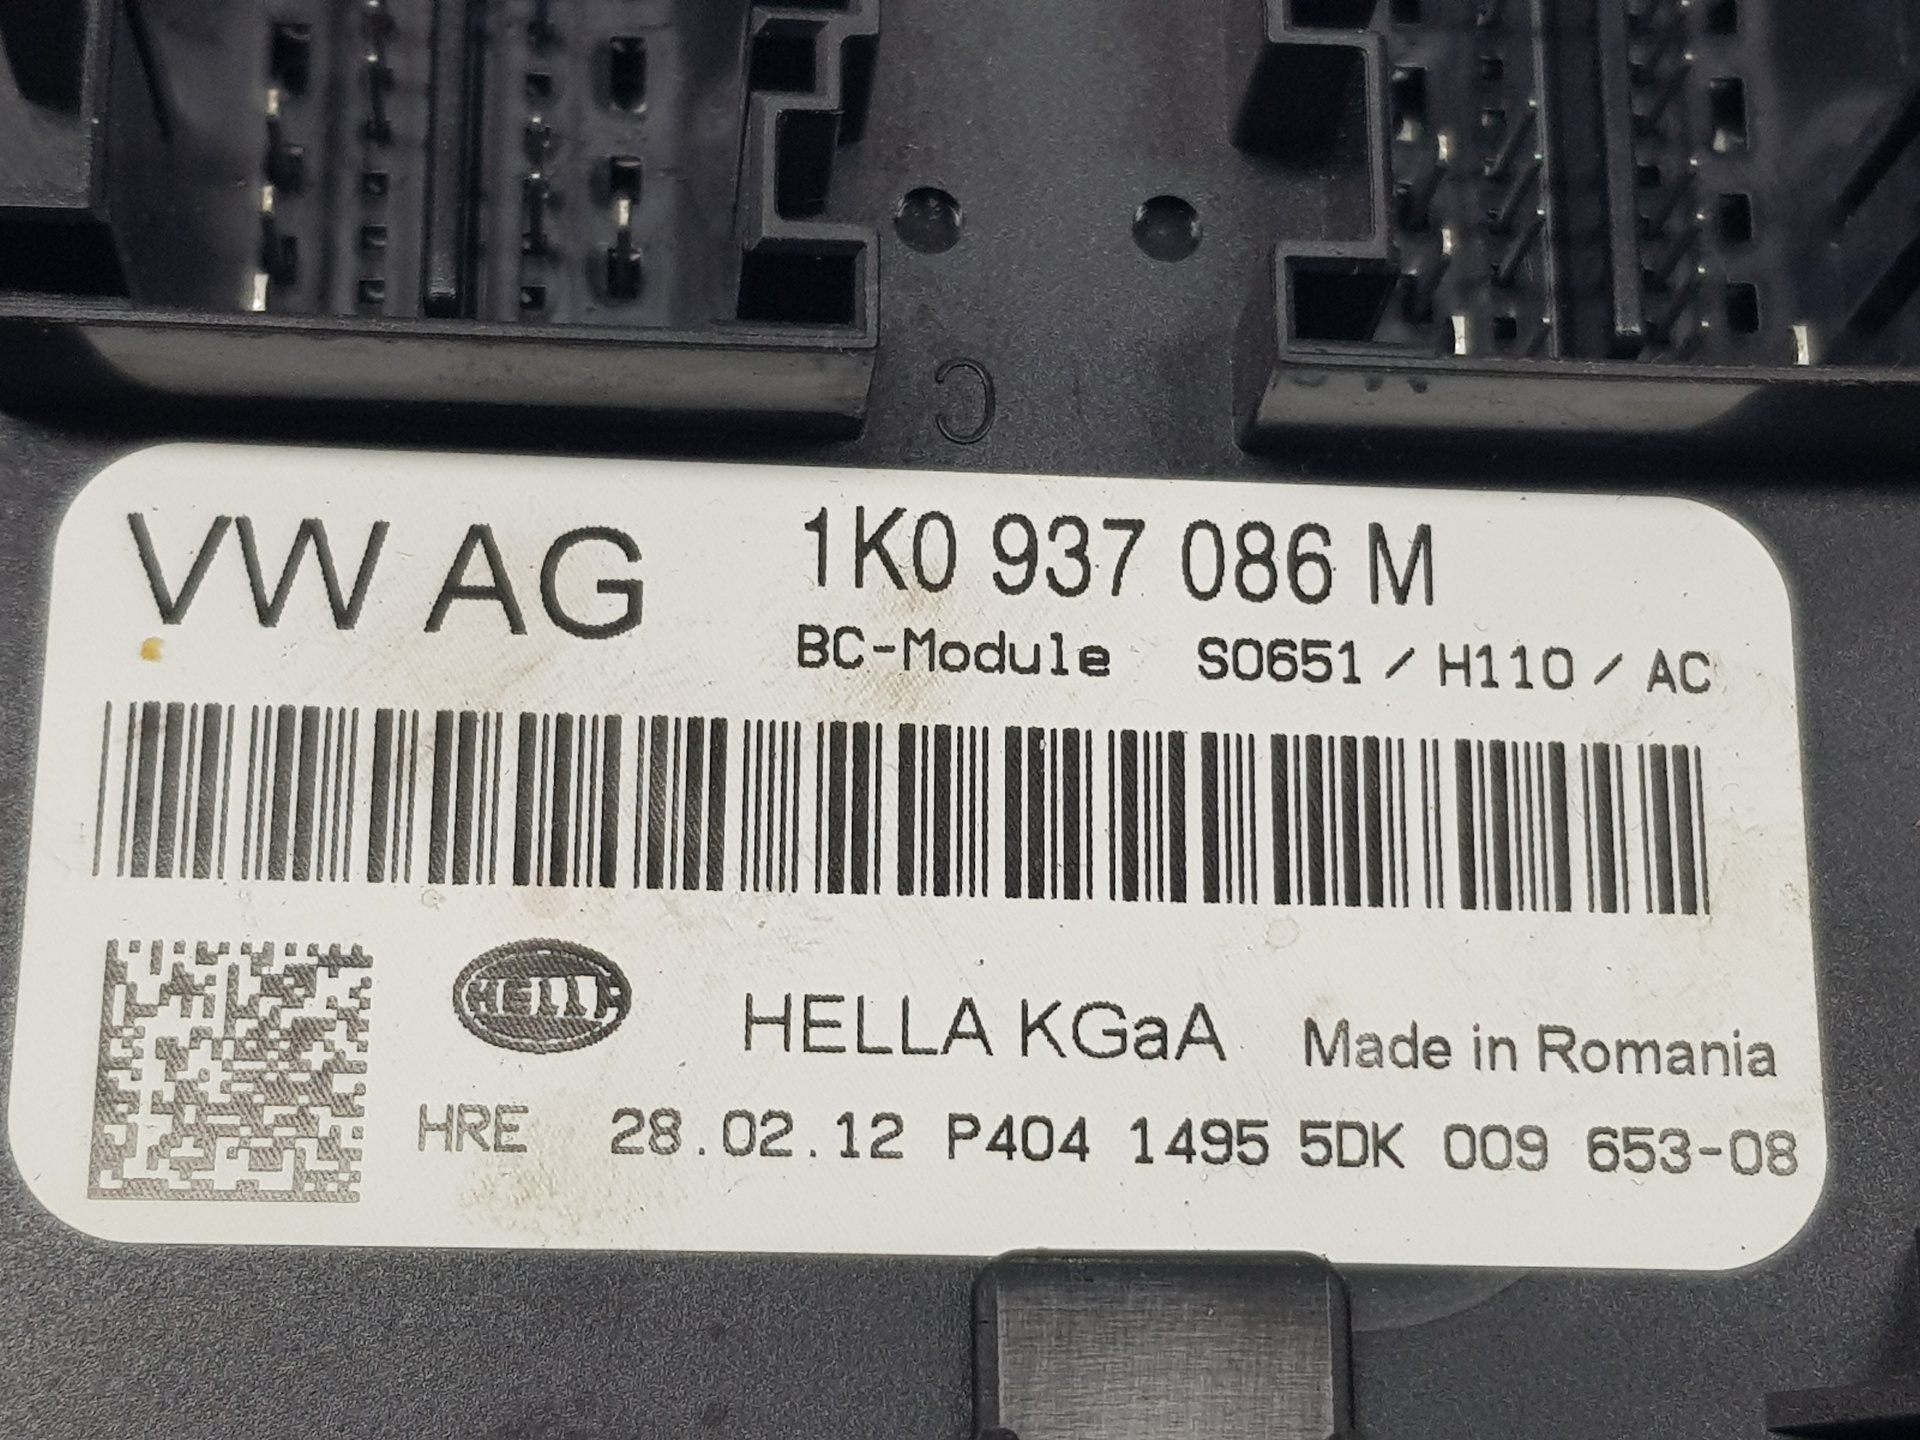 C
VW AG 1K0 937 086 M
BC-Module S0651 / H110 / AC
HELLA HELLA KGaA Made in Romania
HRE 28.02.12 P404 1495 5DK 009 653-08